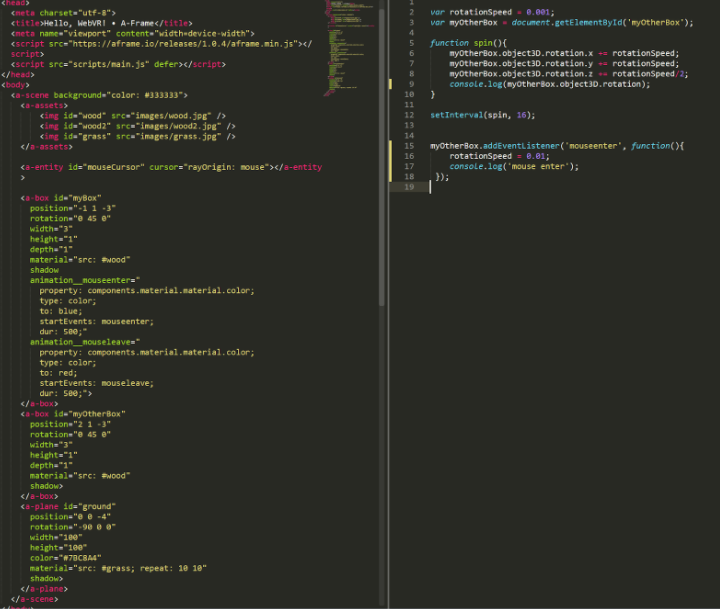 <head>
<meta charset="utf-8">
<title>Hello, WebVR! • A-Frame</title>
<meta name="viewport" content="width=device-width">
<script src="https://aframe.io/releases/1.0.4/aframe.min.js"></
script>
<script src="scripts/main.js" defer></script>
</head>
<body>
<a-scene background="color: #333333">
<a-assets>
<img id="wood" src="images/wood.jpg" />
<img id="wood2" src="images/wood2.jpg" />
<img id="grass" src="images/grass.jpg" />
</a-assets>
<a-entity id="mouseCursor" cursor="rayOrigin: mouse"></a-entity
>
<a-box id="myBox"
position="-1 1 -3"
rotation="0 45 0"
width="3"
height="1"
depth="1"
material="src: #wood"
shadow
animation__mouseenter="
property: components.material.material.color;
type: color;
to: blue;
startEvents: mouseenter;
dur: 500;"
animation__mouseleave="
property: components.material.material.color;
type: color;
to: red;
startEvents: mouseleave;
dur: 500;">
</a-box>
<a-box id="myOtherBox"
position="2 1 -3"
rotation="0 45 0"
width="3"
height="1"
depth="1"
material="src: #wood"
shadow>
</a-box>
<a-plane id="ground"
position="0 0 -4"
rotation="-90 0 0"
width="100"
height="100"
color="#7BC8A4"
material="src: #grass; repeat: 10 10"
shadow>
</a-plane>
</a-scene>
</body>
1
2 var rotationSpeed = 0.001;
3 var myOtherBox = document.getElementById('myOtherBox');
4
5 function spin(){
6 myOtherBox.object3D.rotation.x += rotationSpeed;
7 myOtherBox.object3D.rotation.y += rotationSpeed;
8 myOtherBox.object3D.rotation.z += rotationSpeed/2;
9 console.log(myOtherBox.object3D.rotation);
10 }
11
12 setInterval(spin, 16);
13
14
15 myOtherBox.addEventListener('mouseenter', function(){
16 rotationSpeed = 0.01;
17 console.log('mouse enter');
18 });
19